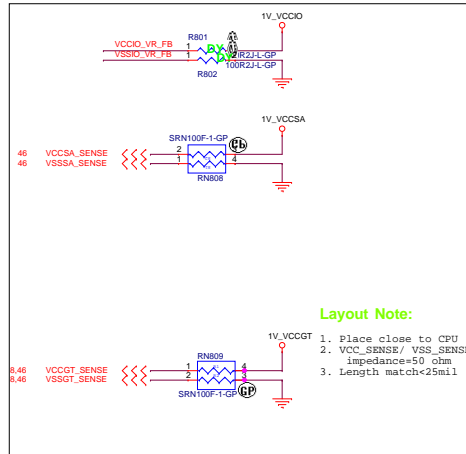 1V_VCCIO
R801
VCCIO_VR_FB 1 DY
VSSIO_VR_FB 1 DY
100R2J-L-GP
R802
1V_VCCSA
SRN100F-1-GP
46 VCCSA_SENSE 2
46 VSSSA_SENSE 1 4
RN808
1V_VCCGT
Layout Note:
1. Place close to CPU
2. VCC_SENSE/ VSS_SENSE
impedance=50 ohm
3. Length match<25mil
RN809
8,46 VCCGT_SENSE 1 4
8,46 VSSGT_SENSE 2 3
SRN100F-1-GP GP